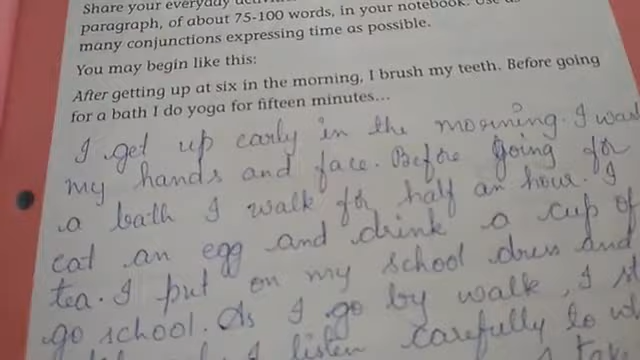 Share your everyday
paragraph, of about 75-100 words, in your notebook. Use as
many conjunctions expressing time as possible.
You may begin like this:
After getting up at six in the morning, I brush my teeth. Before going
for a bath I do yoga for fifteen minutes...
I get up early in the morning. I
my hands and face. Before going for
a bath I walk for half an hour. I
eat an egg and drink a cup of
tea. I put on my school dress and
go school. As I go by walk, I
I listen carefully to